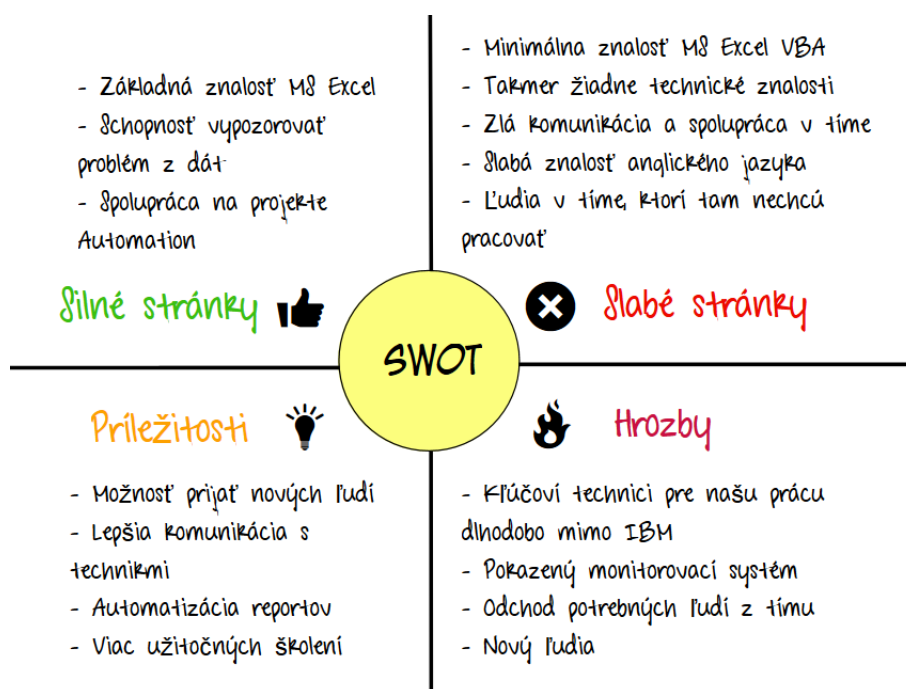 - Základná znalosť MS Excel
- Schopnosť vypozorovať
problém z dát
- Spolupráca na projekte
Automation
Silné stránky
- Minimálna znalosť MS Excel VBA
- Takmer žiadne technické znalosti
- Zlá komunikácia a spolupráca v tíme
- Slabá znalosť anglického jazyka
- Ľudia v tíme, ktorí tam nechcú
pracovať
Slabé stránky
SWOT
Príležitosti
- Možnosť prijať nových ľudí
- Lepšia komunikácia s
technikmi
- Automatizácia reportov
- Viac užitočných školení
Hrozby
- Kľúčoví technici pre našu prácu
dlhodobo mimo IBM
- Pokazený monitorovací systém
- Odchod potrebných ľudí z tímu
- Nový ľudia